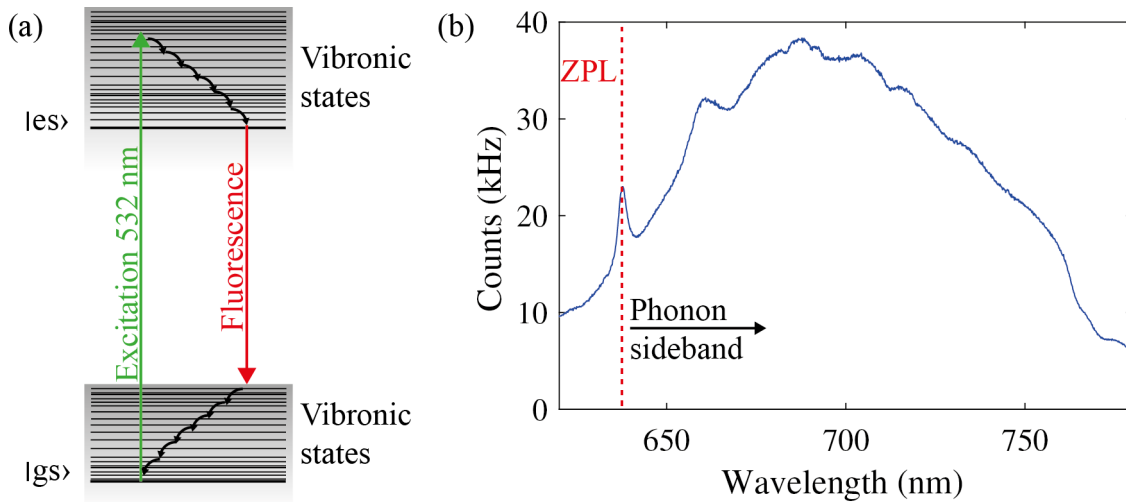 (a)
Vibronic
states
|es⟩
Excitation 532 nm
Fluorescence
Vibronic
states
|gs⟩
(b)
40
30
20
10
0
Counts (kHz)
ZPL
Phonon
sideband
650
700
750
Wavelength (nm)